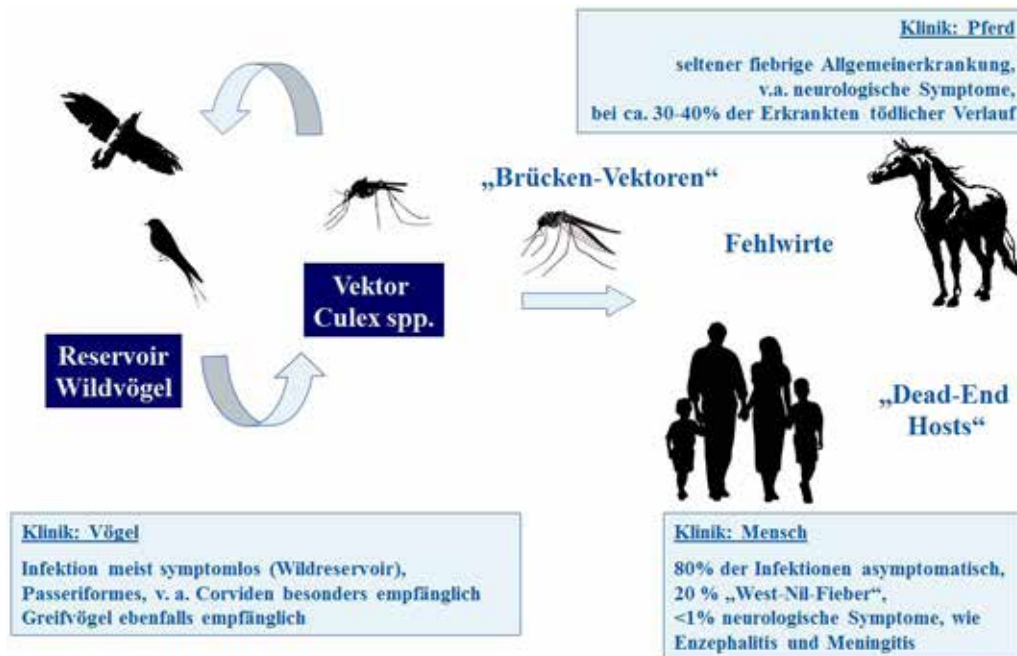 Klinik: Pferd
seltener fiebrige Allgemeinerkrankung,
v.a. neurologische Symptome,
bei ca. 30-40% der Erkrankten tödlicher Verlauf
„Brücken-Vektoren“
Fehlwirte
Vektor
Culex spp.
Reservoir
Wildvögel
„Dead-End
Hosts“
Klinik: Vögel
Infektion meist symptomlos (Wildreservoir),
Passeriformes, v. a. Corviden besonders empfänglich
Greifvögel ebenfalls empfänglich
Klinik: Mensch
80% der Infektionen asymptomatisch,
20 % „West-Nil-Fieber“,
<1% neurologische Symptome, wie
Enzephalitis und Meningitis